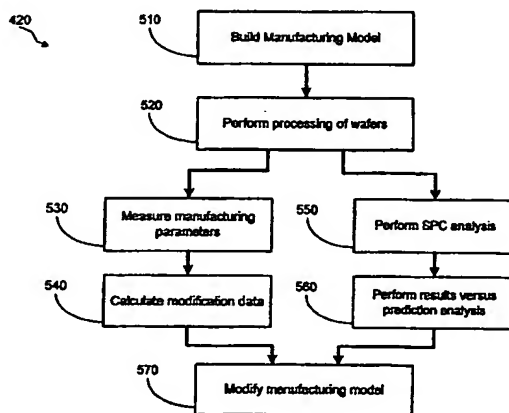 420
510
Build Manufacturing Model
520
Perform processing of wafers
530
Measure manufacturing
parameters
550
Perform SPC analysis
540
Calculate modification data
560
Perform results versus
prediction analysis
570
Modify manufacturing model